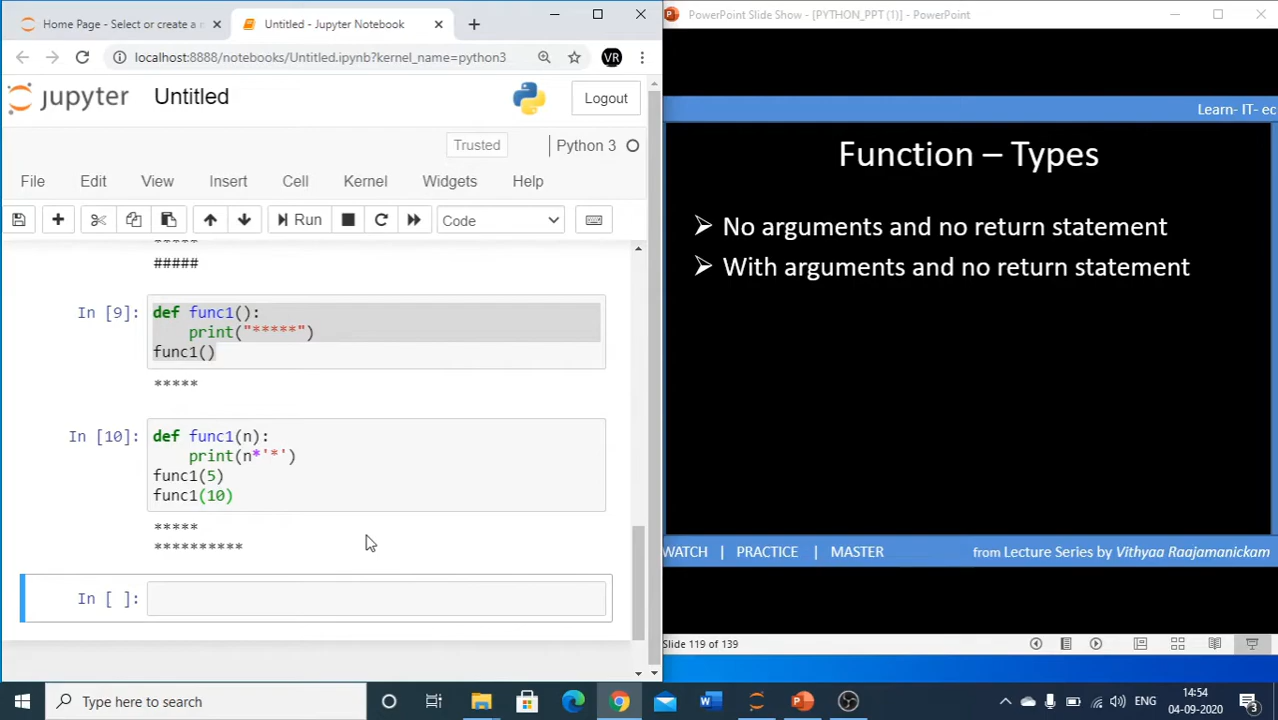 Home Page - Select or create a n
Untitled - Jupyter Notebook
localhost:8888/notebooks/Untitled.ipynb?kernel_name=python3
VR
jupyter Untitled
Logout
Trusted
Python 3
File Edit View Insert Cell Kernel Widgets Help
Run
Code
*****
#####
In [9]: def func1():
print("*****")
func1()
*****
In [10]: def func1(n):
print(n*'*')
func1(5)
func1(10)
*****
**********
In [ ]:
PowerPoint Slide Show - [PYTHON_PPT (1)] - PowerPoint
Learn- IT- ec
Function – Types
➢ No arguments and no return statement
➢ With arguments and no return statement
WATCH | PRACTICE | MASTER
from Lecture Series by Vithyaa Raajamanickam
Slide 119 of 139
Type here to search
ENG
14:54
04-09-2020
3